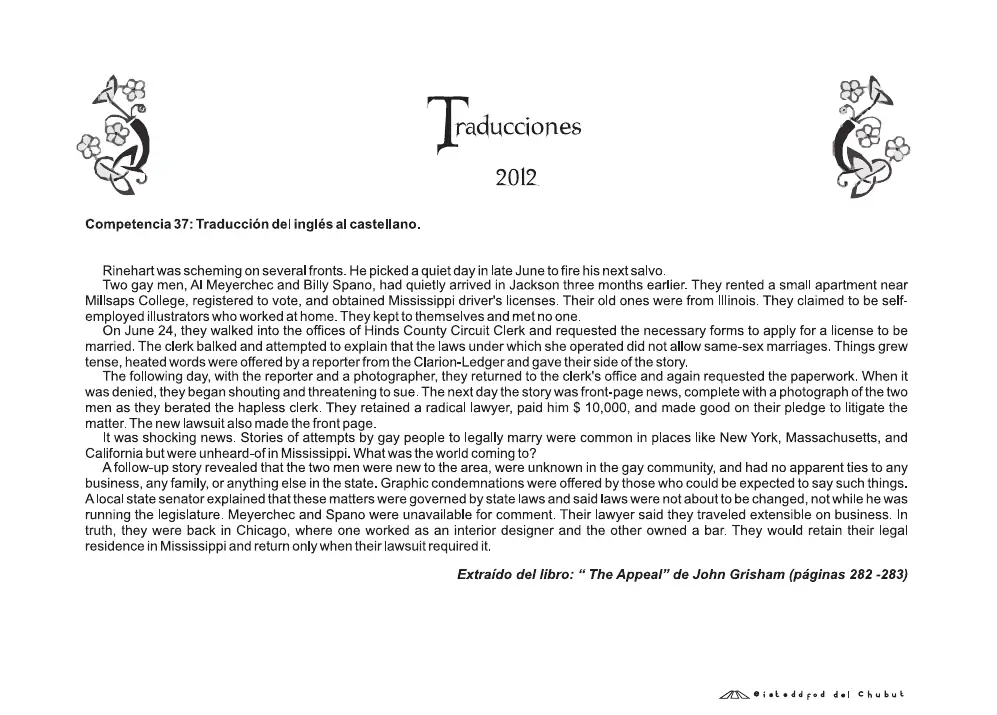 Traducciones
2012
Competencia 37: Traducción del inglés al castellano.
Rinehart was scheming on several fronts. He picked a quiet day in late June to fire his next salvo.
Two gay men, Al Meyerchec and Billy Spano, had quietly arrived in Jackson three months earlier. They rented a small apartment near
Millsaps College, registered to vote, and obtained Mississippi driver's licenses. Their old ones were from Illinois. They claimed to be self-
employed illustrators who worked at home. They kept to themselves and met no one.
On June 24, they walked into the offices of Hinds County Circuit Clerk and requested the necessary forms to apply for a license to be
married. The clerk balked and attempted to explain that the laws under which she operated did not allow same-sex marriages. Things grew
tense, heated words were offered by a reporter from the Clarion-Ledger and gave their side of the story.
The following day, with the reporter and a photographer, they returned to the clerk's office and again requested the paperwork. When it
was denied, they began shouting and threatening to sue. The next day the story was front-page news, complete with a photograph of the two
men as they berated the hapless clerk. They retained a radical lawyer, paid him $ 10,000, and made good on their pledge to litigate the
matter. The new lawsuit also made the front page.
It was shocking news. Stories of attempts by gay people to legally marry were common in places like New York, Massachusetts, and
California but were unheard-of in Mississippi. What was the world coming to?
A follow-up story revealed that the two men were new to the area, were unknown in the gay community, and had no apparent ties to any
business, any family, or anything else in the state. Graphic condemnations were offered by those who could be expected to say such things.
A local state senator explained that these matters were governed by state laws and said laws were not about to be changed, not while he was
running the legislature. Meyerchec and Spano were unavailable for comment. Their lawyer said they traveled extensible on business. In
truth, they were back in Chicago, where one worked as an interior designer and the other owned a bar. They would retain their legal
residence in Mississippi and return only when their lawsuit required it.
Extraído del libro: “ The Appeal” de John Grisham (páginas 282 -283)
Eisteddfod del Chubut